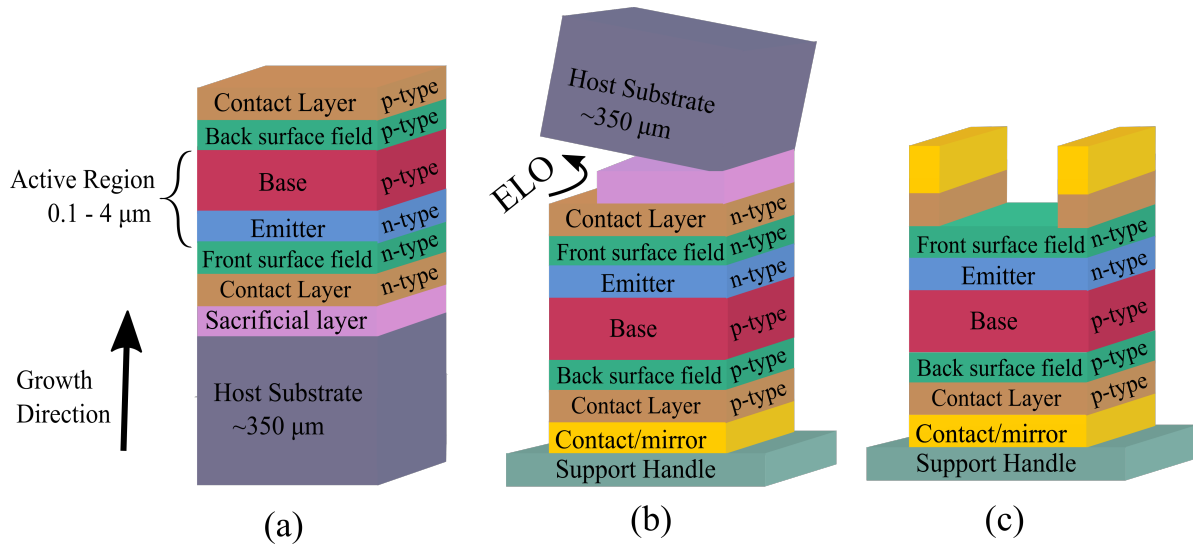 Contact Layer p-type
Back surface field p-type
Base p-type
Emitter n-type
Front surface field n-type
Contact Layer n-type
Sacrificial layer
Host Substrate
~350 μm
Active Region
0.1 - 4 μm
Growth
Direction
(a)
Host Substrate
~350 μm
ELO
Contact Layer n-type
Front surface field n-type
Emitter n-type
Base p-type
Back surface field p-type
Contact Layer p-type
Contact/mirror
Support Handle
(b)
Front surface field n-type
Emitter n-type
Base p-type
Back surface field p-type
Contact Layer p-type
Contact/mirror
Support Handle
(c)